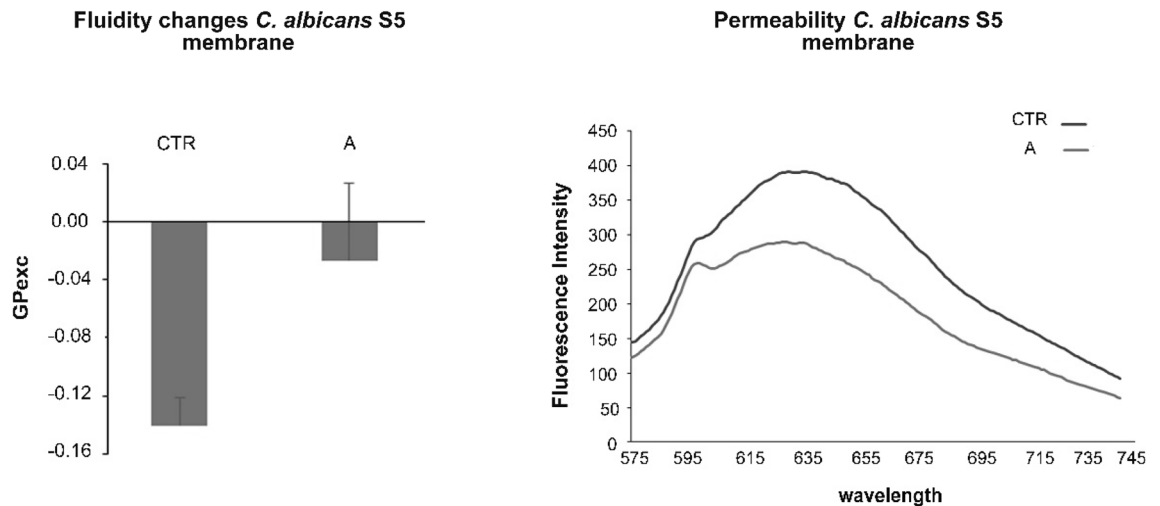 Fluidity changes C. albicans S5
membrane
CTR
A
0.04
0.00
-0.04
-0.08
-0.12
-0.16
GPexc
Permeability C. albicans S5
membrane
CTR
A
450
400
350
300
250
200
150
100
50
0
Fluorescence Intensity
575 595 615 635 655 675 695 715 735 745
wavelength